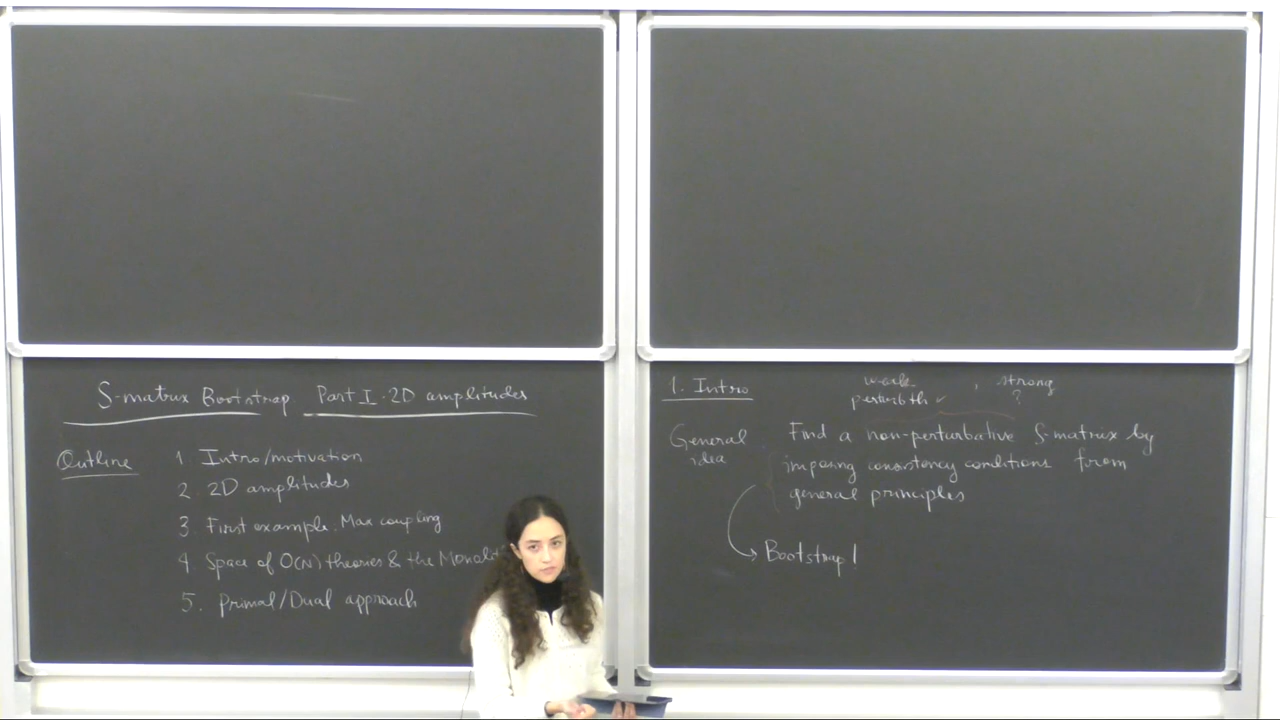 S-matrix Bootstrap Part I. 2D amplitudes
Outline
1. Intro/motivation
2. 2D amplitudes
3. First example: Max coupling
4. Space of O(N) theories & the Monolit
5. Primal/Dual approach
1. Intro
weak , strong
perturbth ✓ ?
General idea
Find a non-perturbative S-matrix by
imposing consistency conditions from
general principles
Bootstrap!